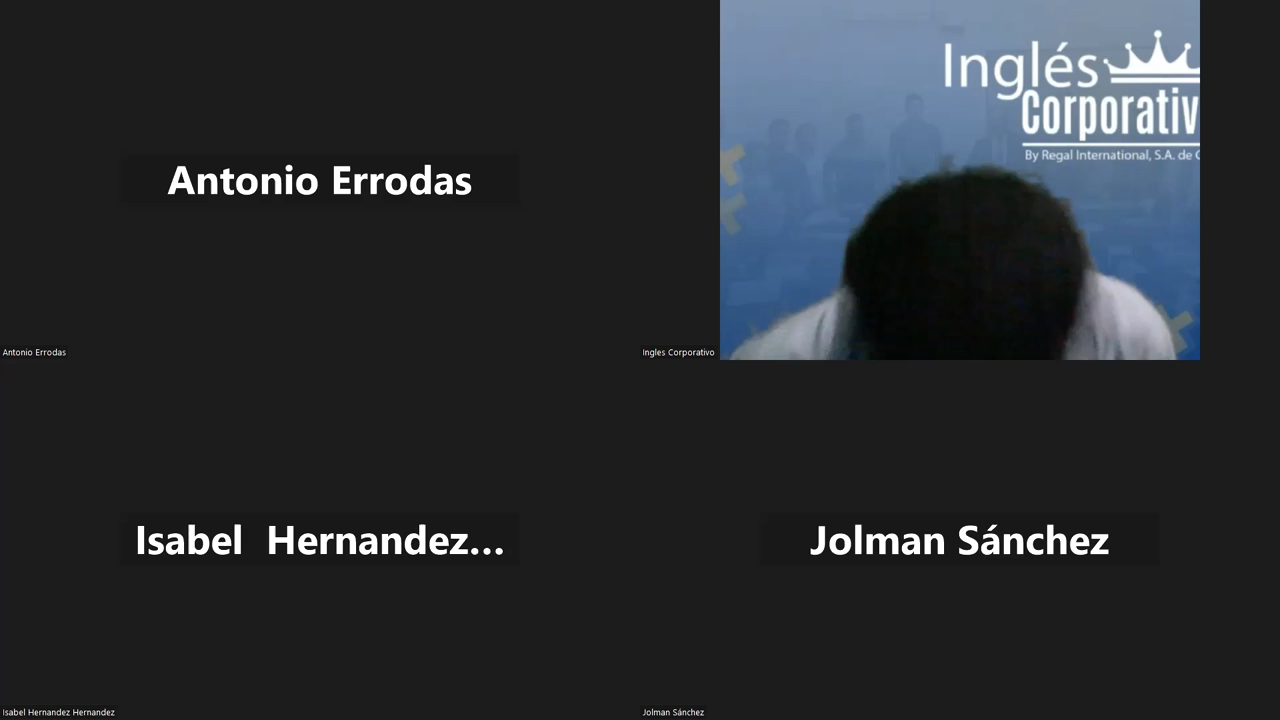 Antonio Errodas
Antonio Errodas
Inglés
Corporativ
By Regal International, S.A. de C
Ingles Corporativo
Isabel  Hernandez...
Isabel Hernandez Hernandez
Jolman Sánchez
Jolman Sánchez